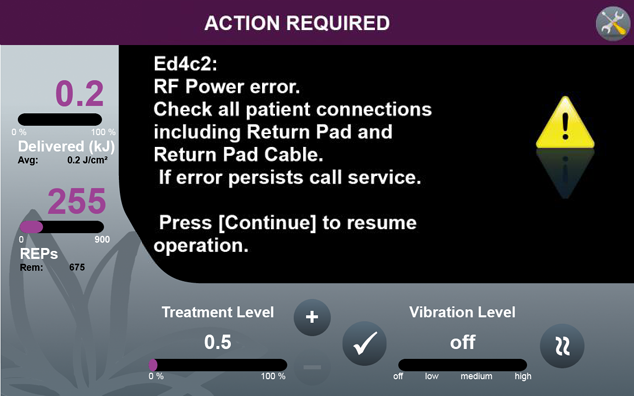 ACTION REQUIRED
Ed4c2:
RF Power error.
Check all patient connections
including Return Pad and
Return Pad Cable.
If error persists call service.
Press [Continue] to resume
operation.
0.2
0 % 100 %
Delivered (kJ)
Avg: 0.2 J/cm²
255
0 900
REPs
Rem: 675
Treatment Level
0.5
0 % 100 %
Vibration Level
off
off low medium high